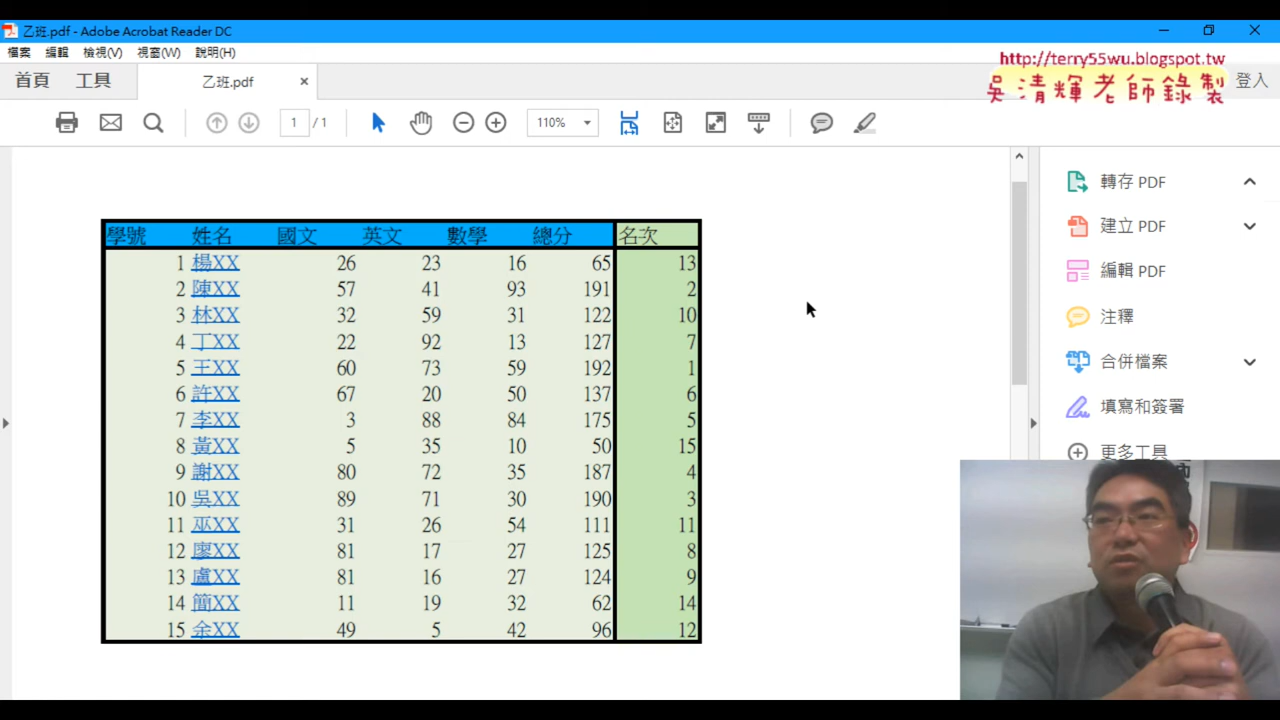 乙班.pdf - Adobe Acrobat Reader DC
檔案 編輯 檢視(V) 視窗(W) 說明(H)
http://terry55wu.blogspot.tw
吳清輝老師錄製
首頁 工具 乙班.pdf × 登入
1 / 1 110%
轉存 PDF
建立 PDF
編輯 PDF
注釋
合併檔案
填寫和簽署
更多工具
學號 姓名 國文 英文 數學 總分 名次
1 楊XX 26 23 16 65 13
2 陳XX 57 41 93 191 2
3 林XX 32 59 31 122 10
4 丁XX 22 92 13 127 7
5 王XX 60 73 59 192 1
6 許XX 67 20 50 137 6
7 李XX 3 88 84 175 5
8 黃XX 5 35 10 50 15
9 謝XX 80 72 35 187 4
10 吳XX 89 71 30 190 3
11 巫XX 31 26 54 111 11
12 廖XX 81 17 27 125 8
13 盧XX 81 16 27 124 9
14 簡XX 11 19 32 62 14
15 余XX 49 5 42 96 12